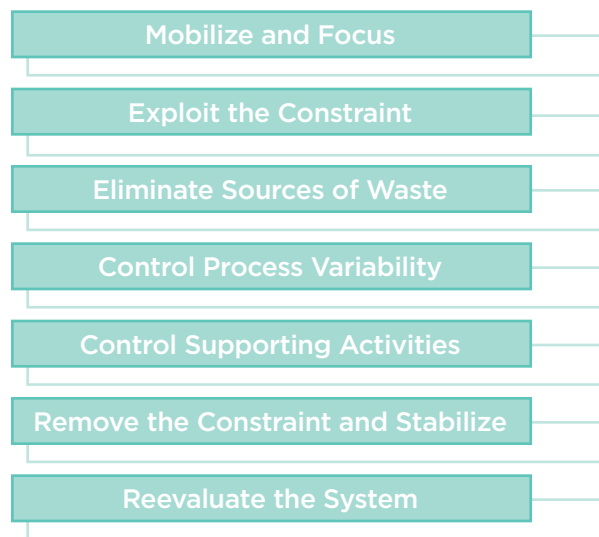 Mobilize and Focus
Exploit the Constraint
Eliminate Sources of Waste
Control Process Variability
Control Supporting Activities
Remove the Constraint and Stabilize
Reevaluate the System